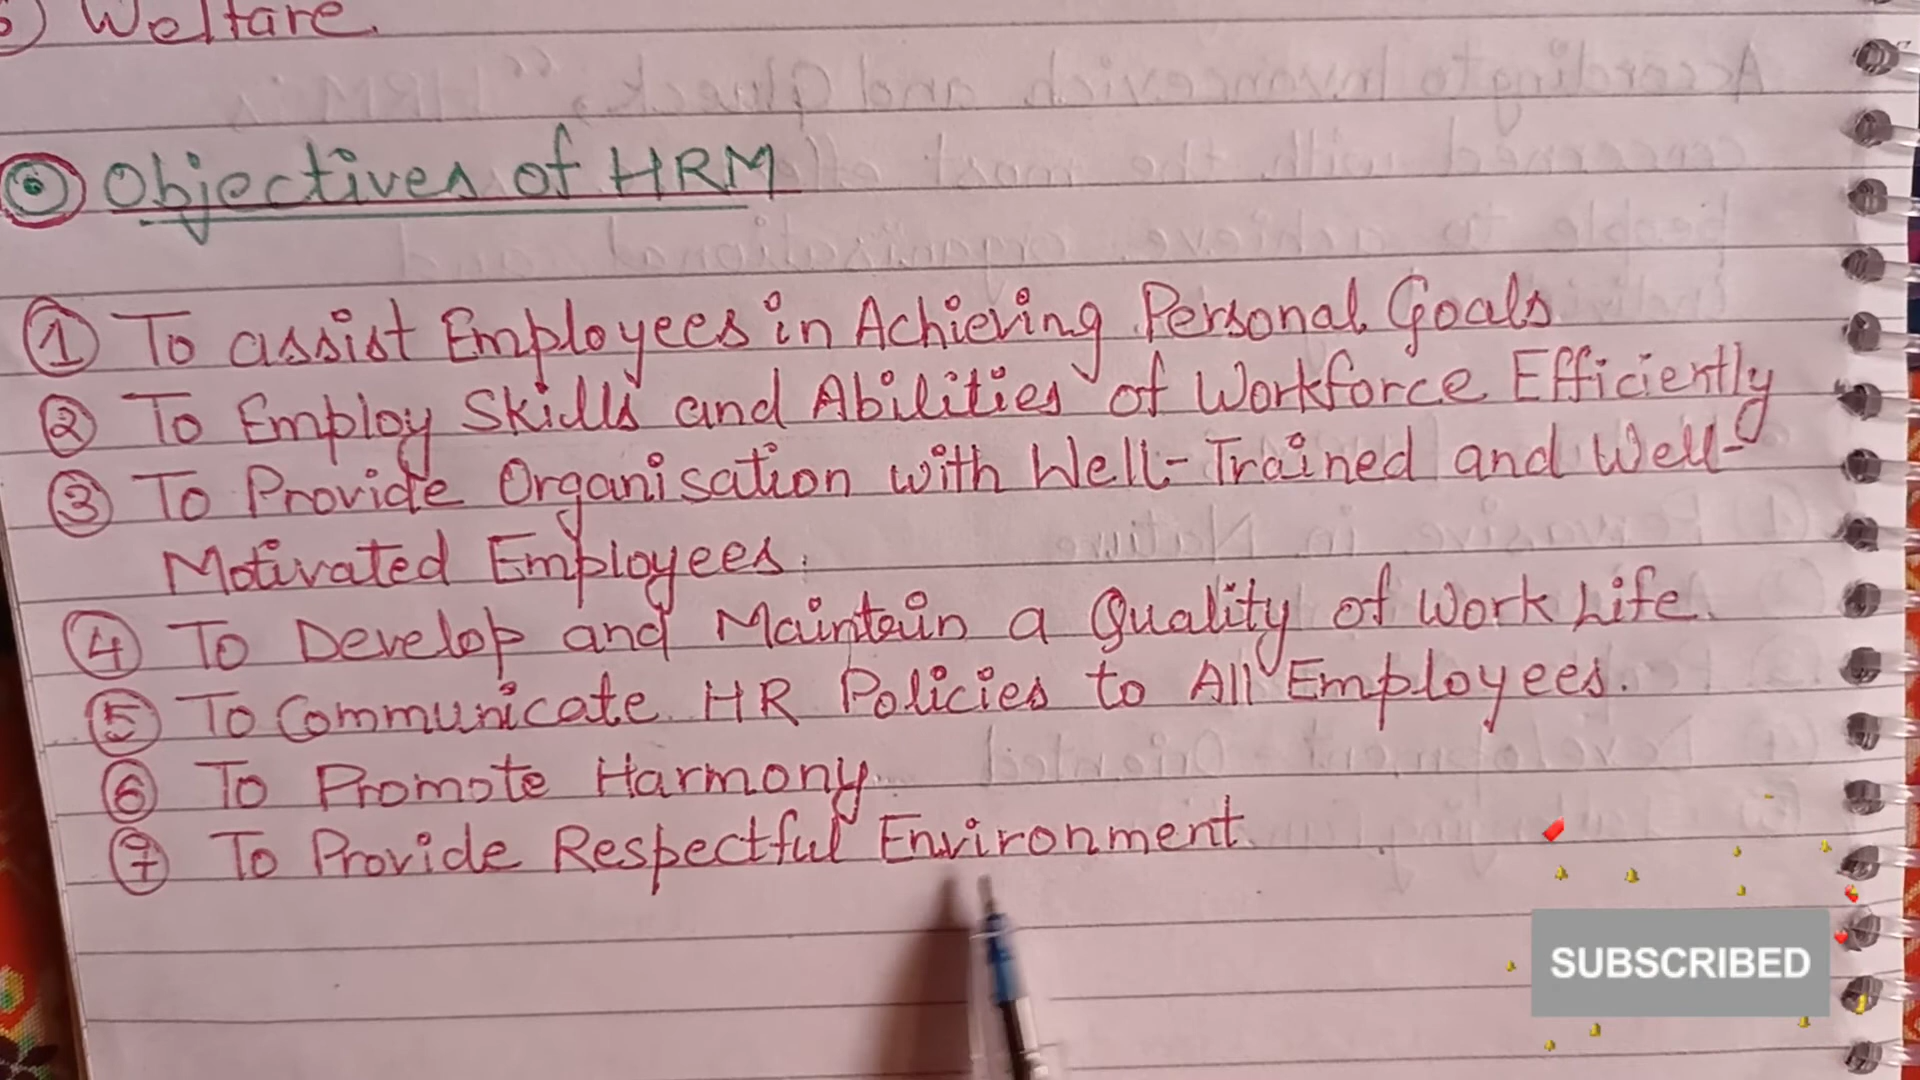 Welfare.
Objectives of HRM
① To assist Employees in Achieving Personal Goals
② To Employ Skills and Abilities of Workforce Efficiently
③ To Provide Organisation with Well-Trained and Well-
Motivated Employees.
④ To Develop and Maintain a Quality of Work Life.
⑤ To Communicate HR Policies to All Employees.
⑥ To Promote Harmony
⑦ To Provide Respectful Environment
SUBSCRIBED